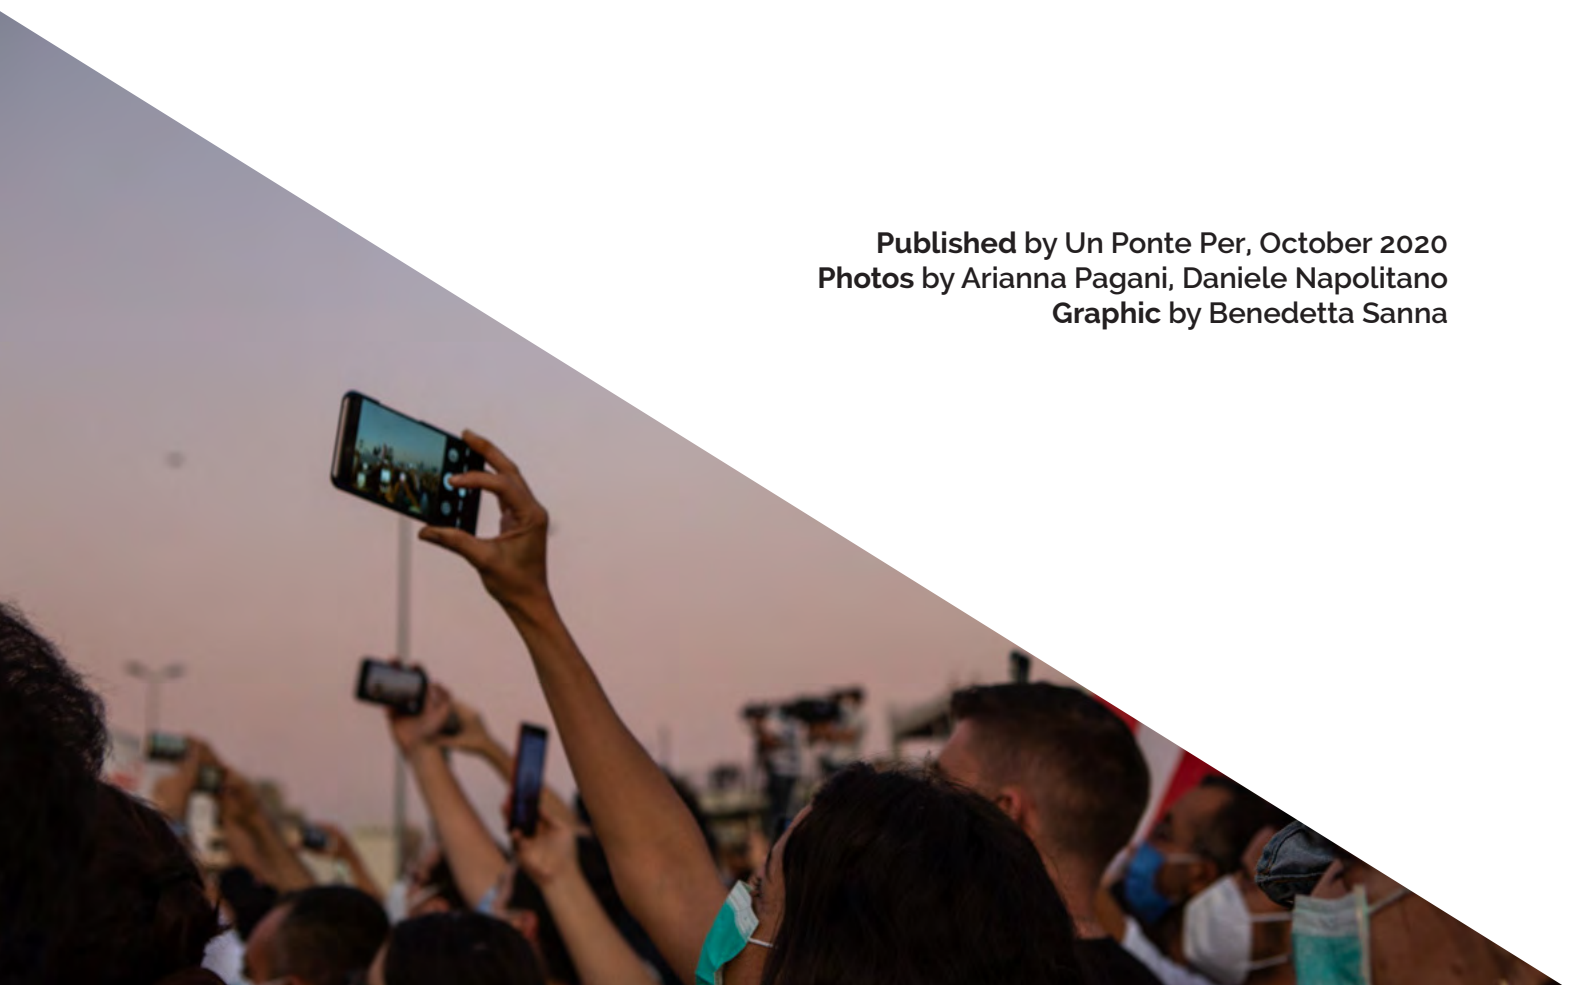 Published by Un Ponte Per, October 2020
Photos by Arianna Pagani, Daniele Napolitano
Graphic by Benedetta Sanna